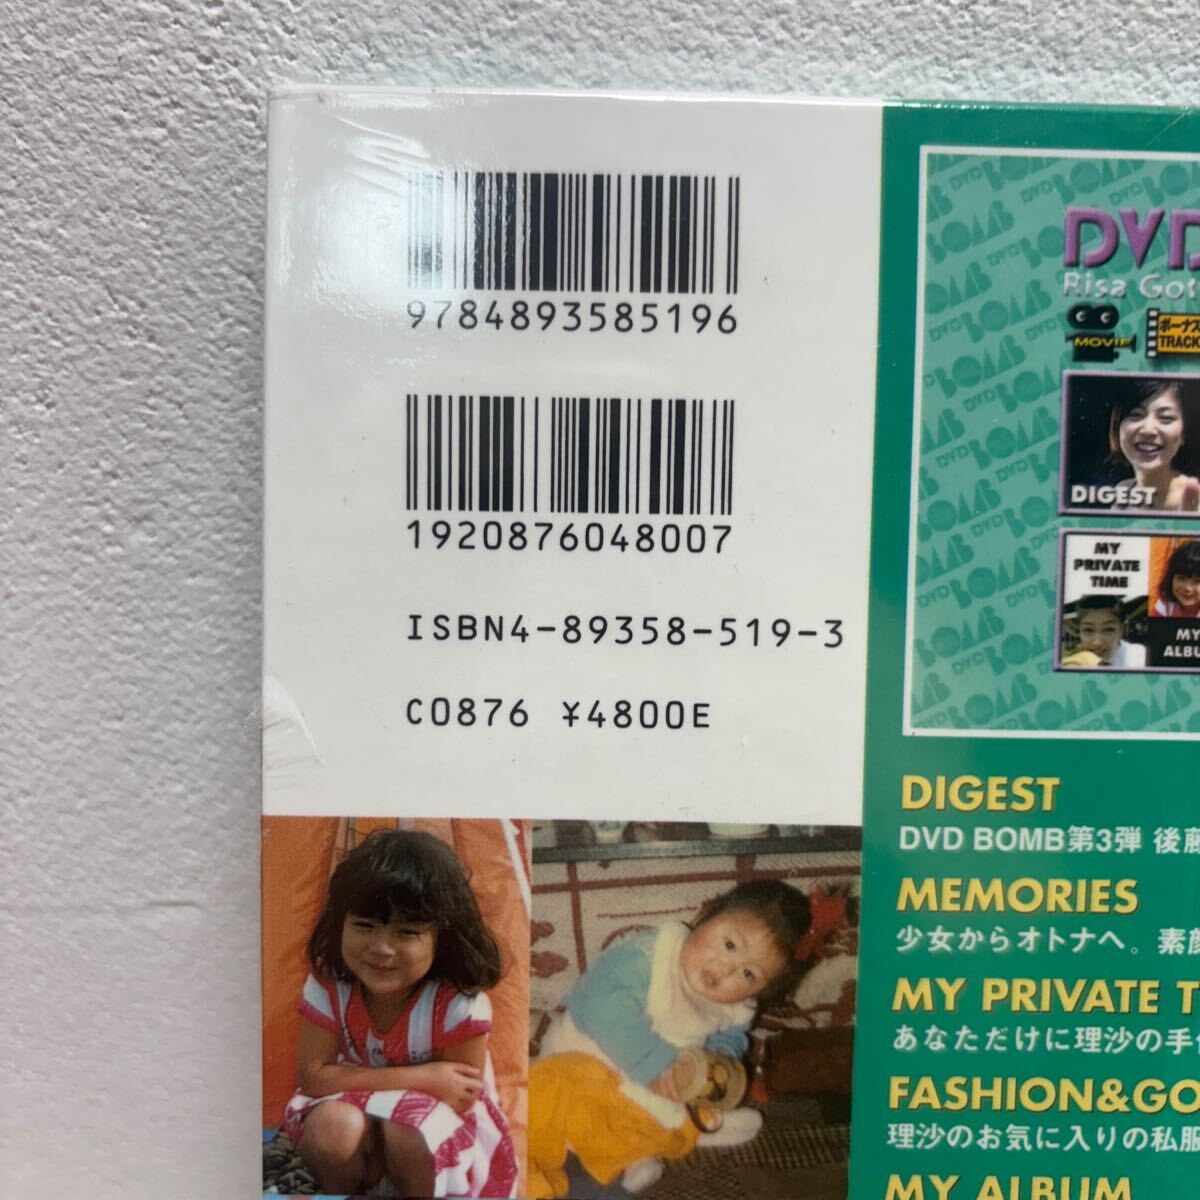 9784893585196
1920876048007
ISBN4-89358-519-3
C0876 ¥4800E
DVD
Risa
MOVIE
ボーナス
TRACK
DIGEST
MY
PRIVATE
TIME
MY
DIGEST
DVD BOMB第3弾 後藤
MEMORIES
少女からオトナへ。素顔
MY PRIVATE T
あなただけに理沙の手
FASHION&GO
理沙のお気に入りの私服
MY ALBUM